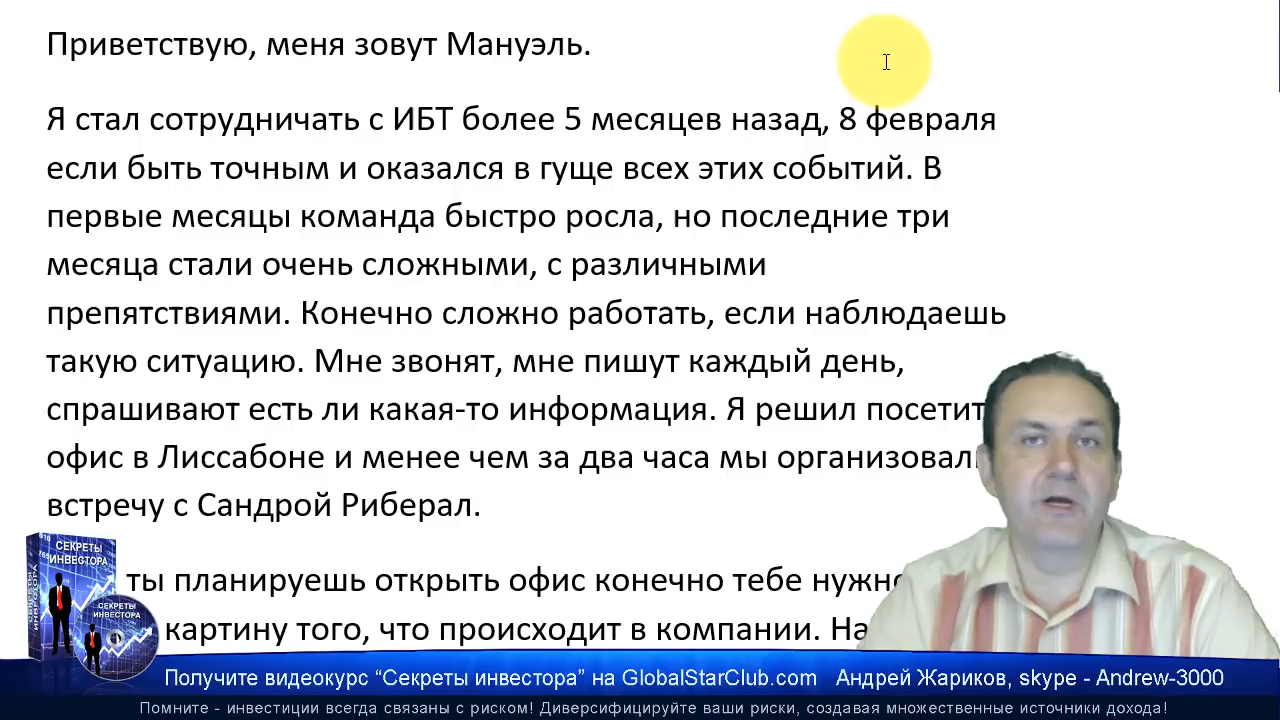 Приветствую, меня зовут Мануэль.
Я стал сотрудничать с ИБТ более 5 месяцев назад, 8 февраля
если быть точным и оказался в гуще всех этих событий. В
первые месяцы команда быстро росла, но последние три
месяца стали очень сложными, с различными
препятствиями. Конечно сложно работать, если наблюдаешь
такую ситуацию. Мне звонят, мне пишут каждый день,
спрашивают есть ли какая-то информация. Я решил посетит
офис в Лиссабоне и менее чем за два часа мы организовал
встречу с Сандрой Риберал.
ты планируешь открыть офис конечно тебе нужно
картину того, что происходит в компании. На
СЕКРЕТЫ
ИНВЕСТОРА
СЕКРЕТЫ
ИНВЕСТОРА
Получите видеокурс “Секреты инвестора” на GlobalStarClub.com Андрей Жариков, skype - Andrew-3000
Помните - инвестиции всегда связаны с риском! Диверсифицируйте ваши риски, создавая множественные источники дохода!